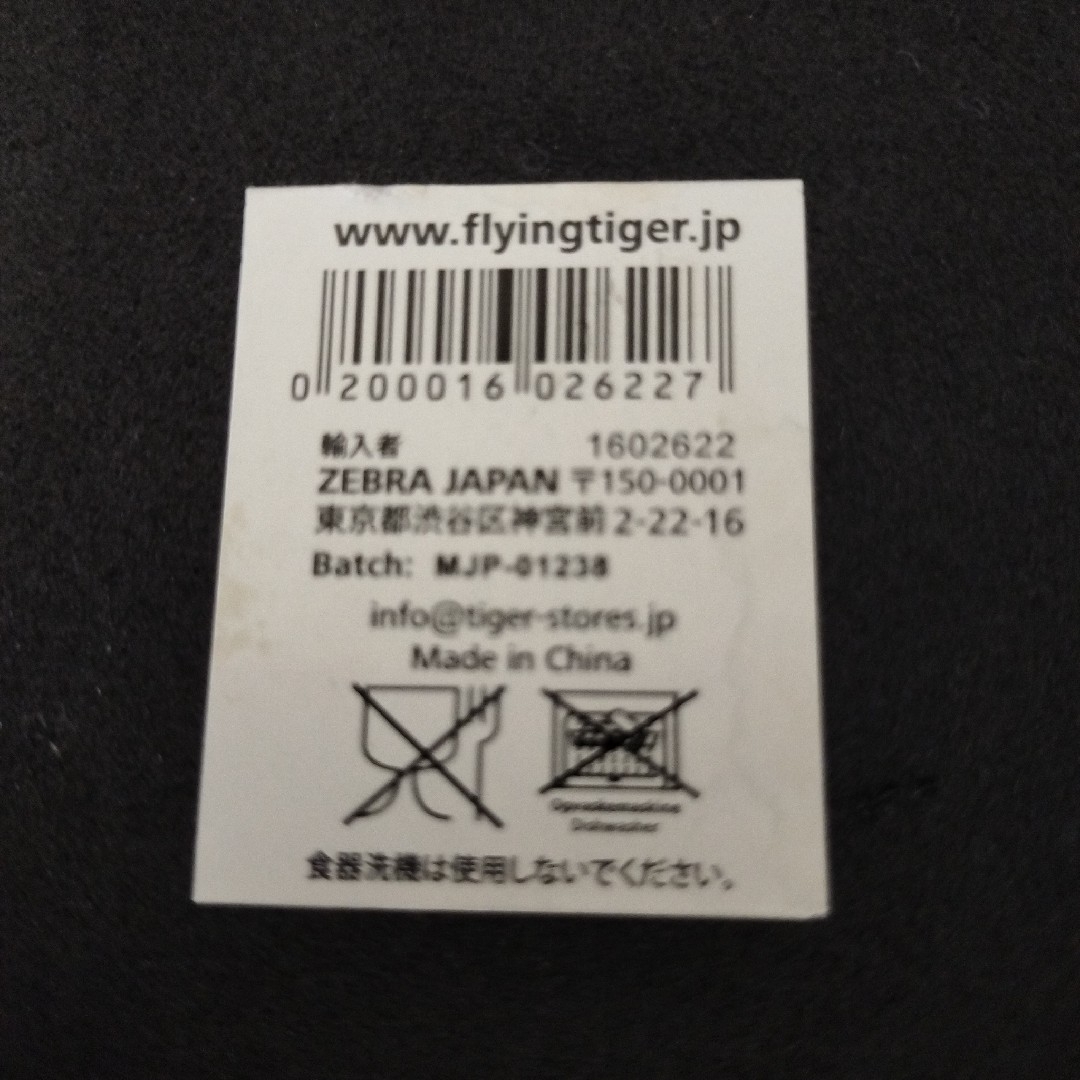 www.flyingtiger.jp
0 200016 026227
輸入者 1602622
ZEBRA JAPAN 〒150-0001
東京都渋谷区神宮前 2-22-16
Batch: MJP-01238
info@tiger-stores.jp
Made in China
Opvaskemaskine
Dishwasher
食器洗機は使用しないでください。